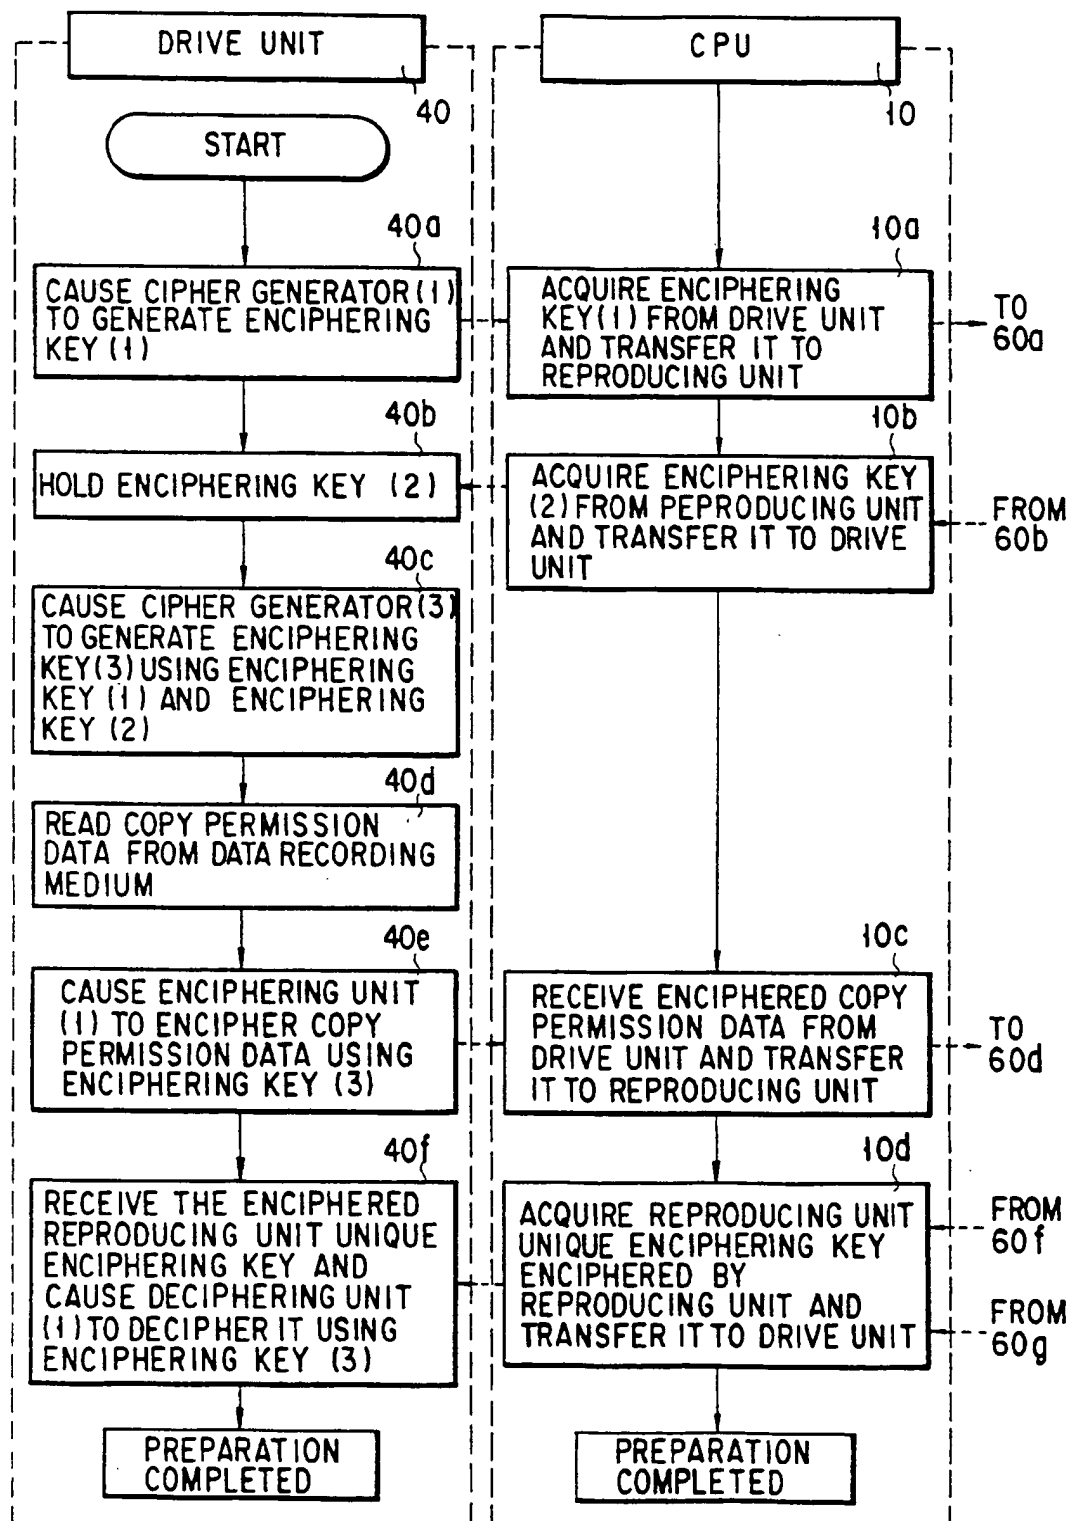 DRIVE UNIT
40
START
40a
CAUSE CIPHER GENERATOR(1)
TO GENERATE ENCIPHERING
KEY(1)
40b
HOLD ENCIPHERING KEY (2)
40c
CAUSE CIPHER GENERATOR(3)
TO GENERATE ENCIPHERING
KEY(3)USING ENCIPHERING
KEY (1) AND ENCIPHERING
KEY (2)
40d
READ COPY PERMISSION
DATA FROM DATA RECORDING
MEDIUM
40e
CAUSE ENCIPHERING UNIT
(1) TO ENCIPHER COPY
PERMISSION DATA USING
ENCIPHERING KEY (3)
40f
RECEIVE THE ENCIPHERED
REPRODUCING UNIT UNIQUE
ENCIPHERING KEY AND
CAUSE DECIPHERING UNIT
(1)TO DECIPHER IT USING
ENCIPHERING KEY (3)
PREPARATION
COMPLETED
CPU
10
10a
ACQUIRE ENCIPHERING
KEY(1) FROM DRIVE UNIT
AND TRANSFER IT TO
REPRODUCING UNIT
TO
60a
10b
ACQUIRE ENCIPHERING KEY
(2) FROM PEPRODUCING UNIT
AND TRANSFER IT TO DRIVE
UNIT
FROM
60b
10c
RECEIVE ENCIPHERED COPY
PERMISSION DATA FROM
DRIVE UNIT AND TRANSFER
IT TO REPRODUCING UNIT
TO
60d
10d
ACQUIRE REPRODUCING UNIT
UNIQUE ENCIPHERING KEY
ENCIPHERED BY
REPRODUCING UNIT AND
TRANSFER IT TO DRIVE UNIT
FROM
60f
FROM
60g
PREPARATION
COMPLETED